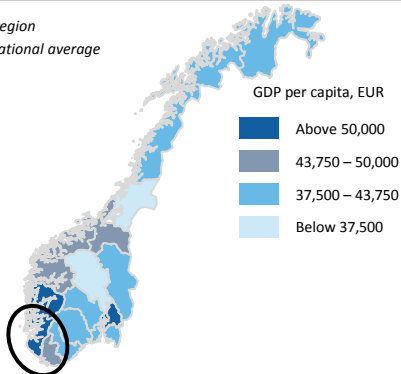 egion
ational average
GDP per capita, EUR
Above 50,000
43,750 – 50,000
37,500 – 43,750
Below 37,500